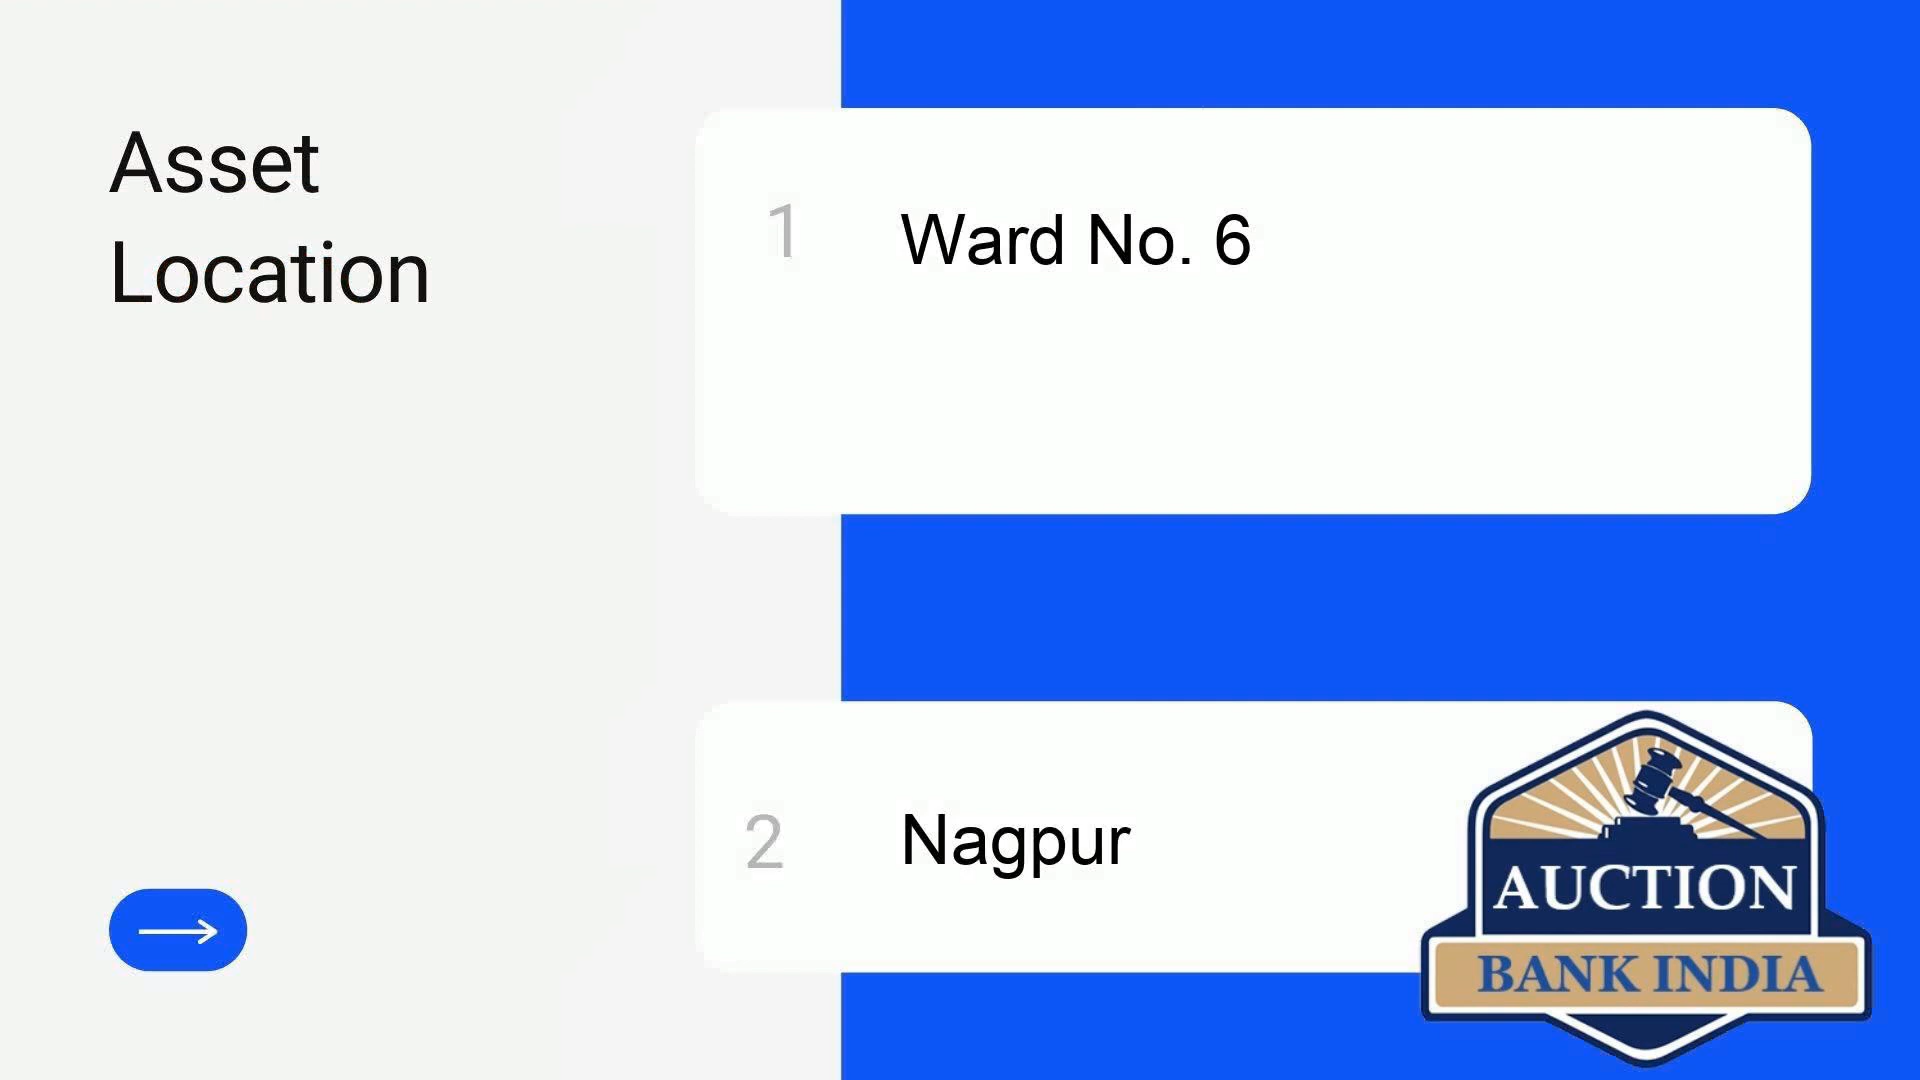 Asset
Location
1
Ward No. 6
2
Nagpur
AUCTION
BANK INDIA